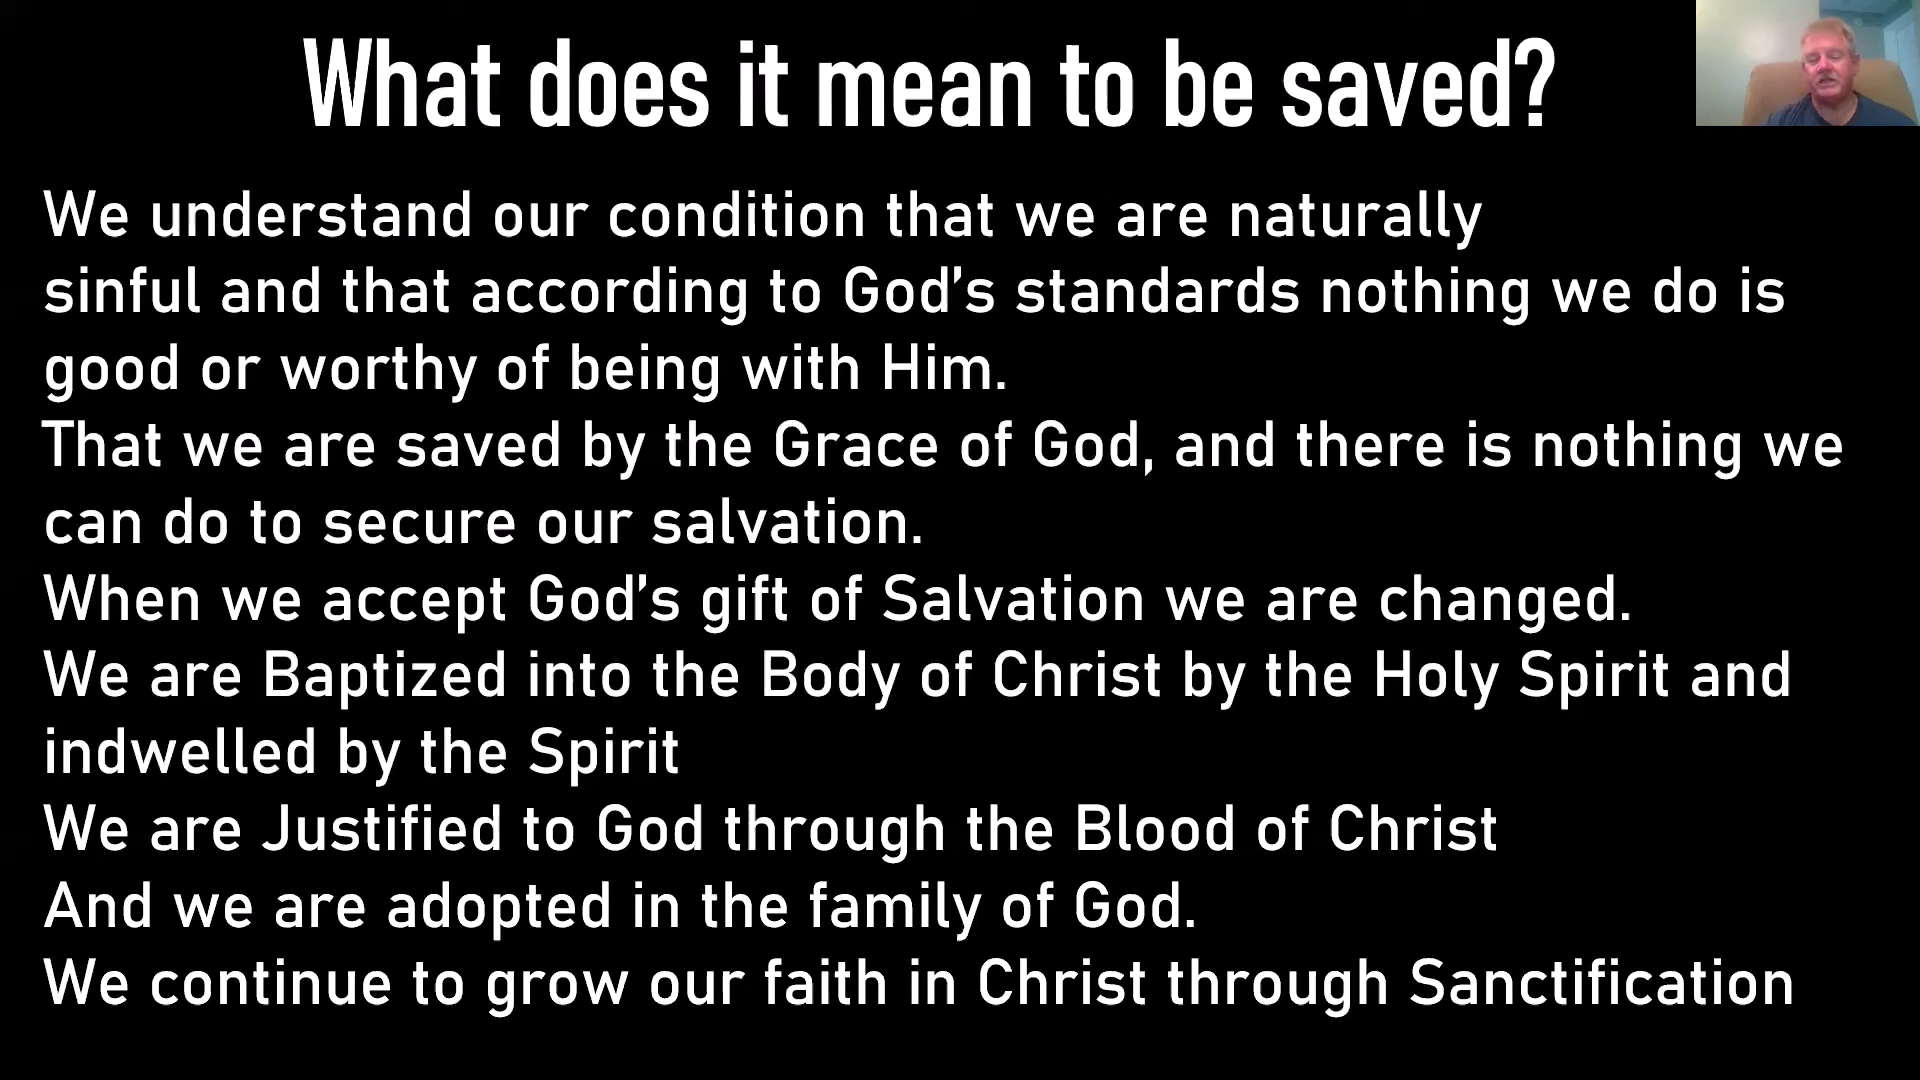 What does it mean to be saved?
We understand our condition that we are naturally
sinful and that according to God’s standards nothing we do is
good or worthy of being with Him.
That we are saved by the Grace of God, and there is nothing we
can do to secure our salvation.
When we accept God’s gift of Salvation we are changed.
We are Baptized into the Body of Christ by the Holy Spirit and
indwelled by the Spirit
We are Justified to God through the Blood of Christ
And we are adopted in the family of God.
We continue to grow our faith in Christ through Sanctification